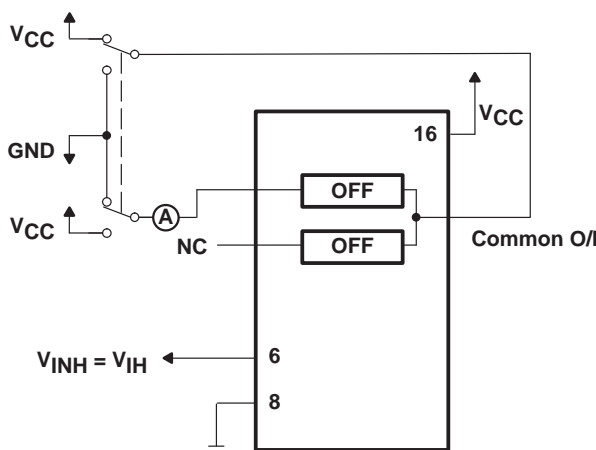 VCC
VCC
16
GND
OFF
A
VCC
Common O/I
NC
OFF
VINH = VIH
6
8